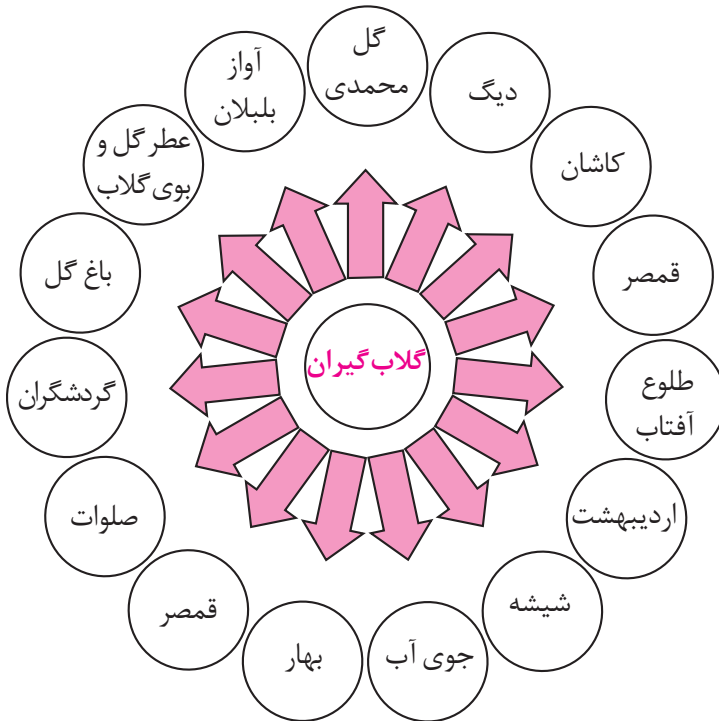 گل
محمدی
دیگ
کاشان
قمصر
طلوع
آفتاب
اردیبهشت
شیشه
جوی آب
بهار
قمصر
صلوات
گردشگران
باغ گل
عطر گل و
بوی گلاب
آواز
بلبلان
گلاب‌گیران